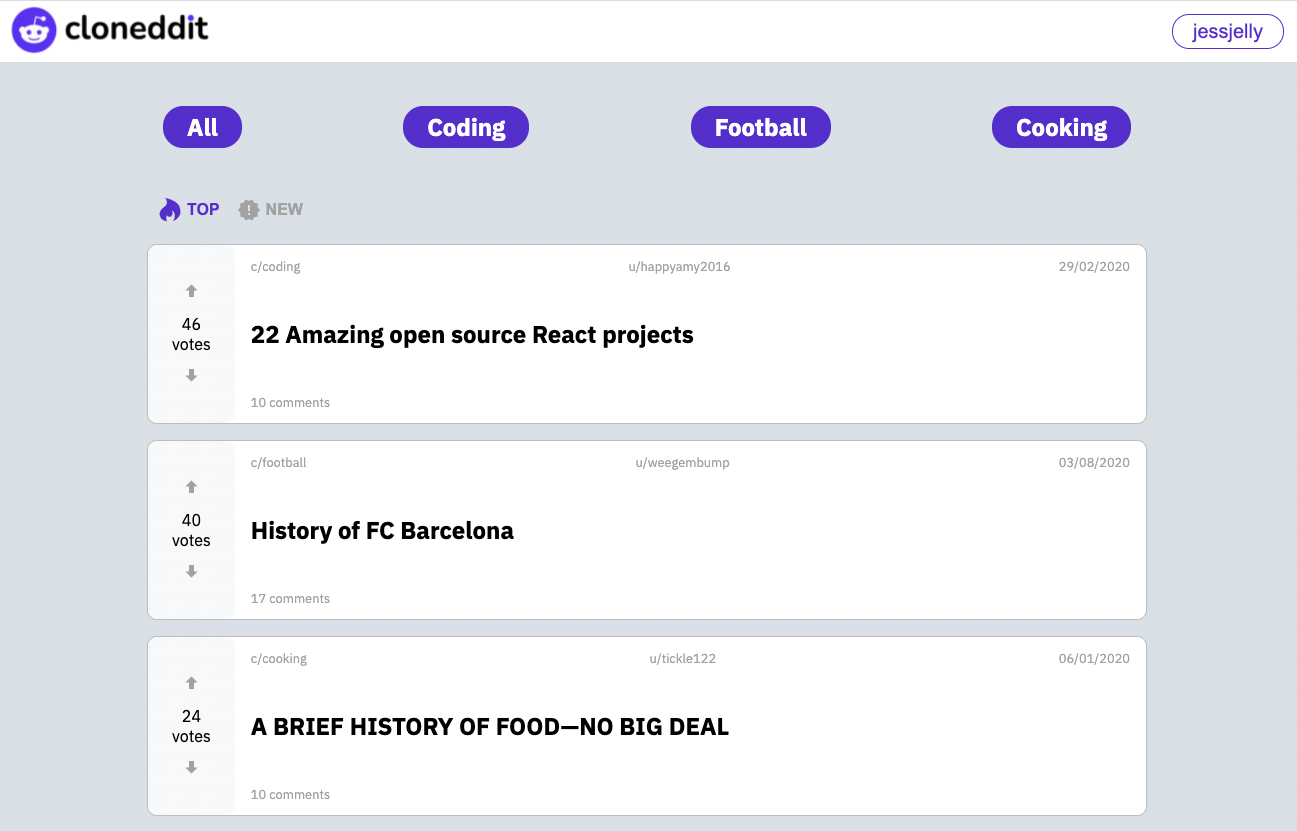 cloneddit
jessjelly
All Coding Football Cooking
TOP NEW
c/coding u/happyamy2016 29/02/2020
46
votes
22 Amazing open source React projects
10 comments
c/football u/weegembump 03/08/2020
40
votes
History of FC Barcelona
17 comments
c/cooking u/tickle122 06/01/2020
24
votes
A BRIEF HISTORY OF FOOD—NO BIG DEAL
10 comments